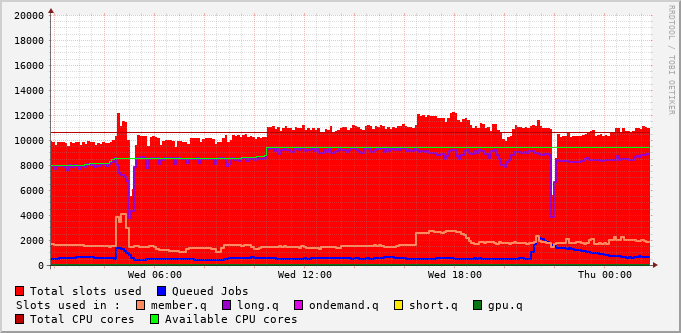 20000
18000
16000
14000
12000
10000
8000
6000
4000
2000
0
Wed 06:00 Wed 12:00 Wed 18:00 Thu 00:00
Total slots used Queued Jobs
Slots used in : member.q long.q ondemand.q short.q gpu.q
Total CPU cores Available CPU cores
RRDTOOL / TOBI OETIKER